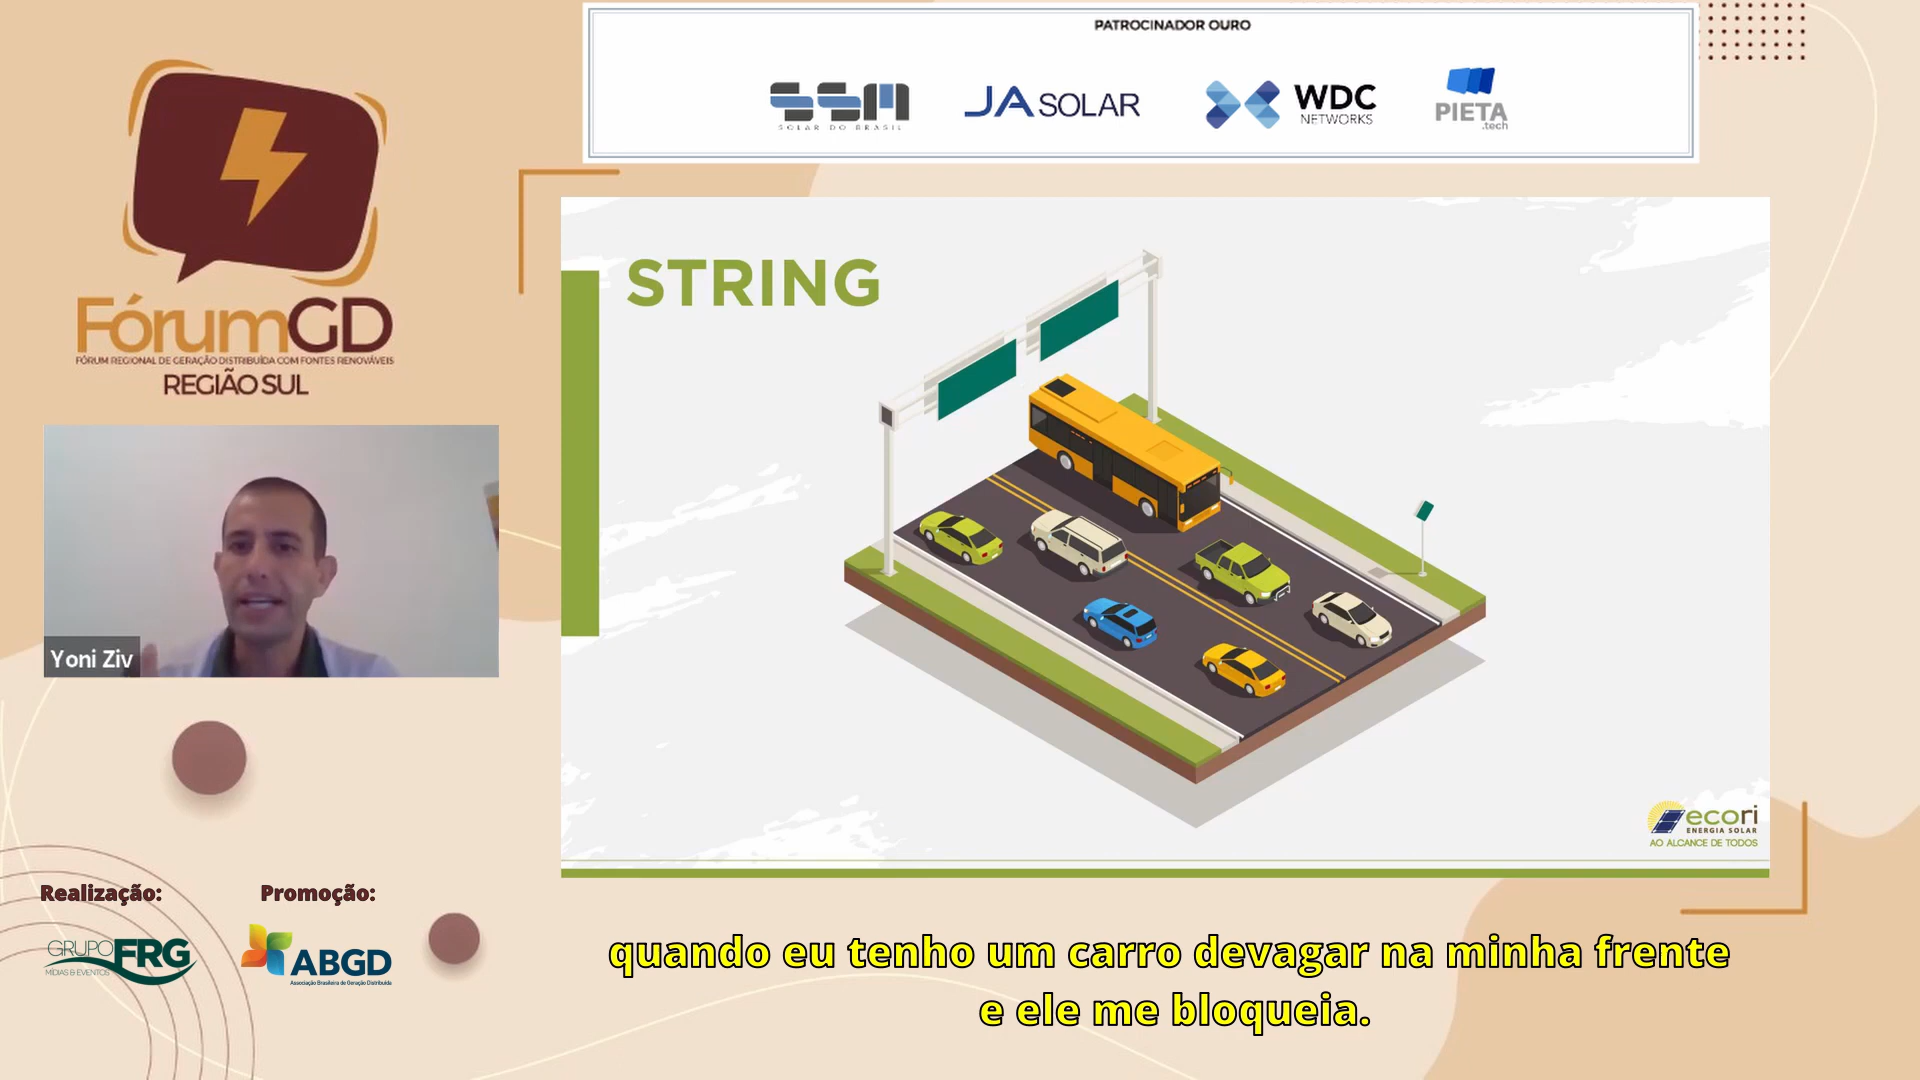 PATROCINADOR OURO
SSM
SOLAR DO BRASIL
JA SOLAR
WDC
NETWORKS
PIETA
.tech
FórumGD
FÓRUM REGIONAL DE GERAÇÃO DISTRIBUÍDA COM FONTES RENOVÁVEIS
REGIÃO SUL
STRING
Yoni Ziv
ecori
ENERGIA SOLAR
AO ALCANCE DE TODOS
Realização:
Promoção:
GRUPO FRG
MÍDIAS & EVENTOS
ABGD
Associação Brasileira de Geração Distribuída
quando eu tenho um carro devagar na minha frente
e ele me bloqueia.